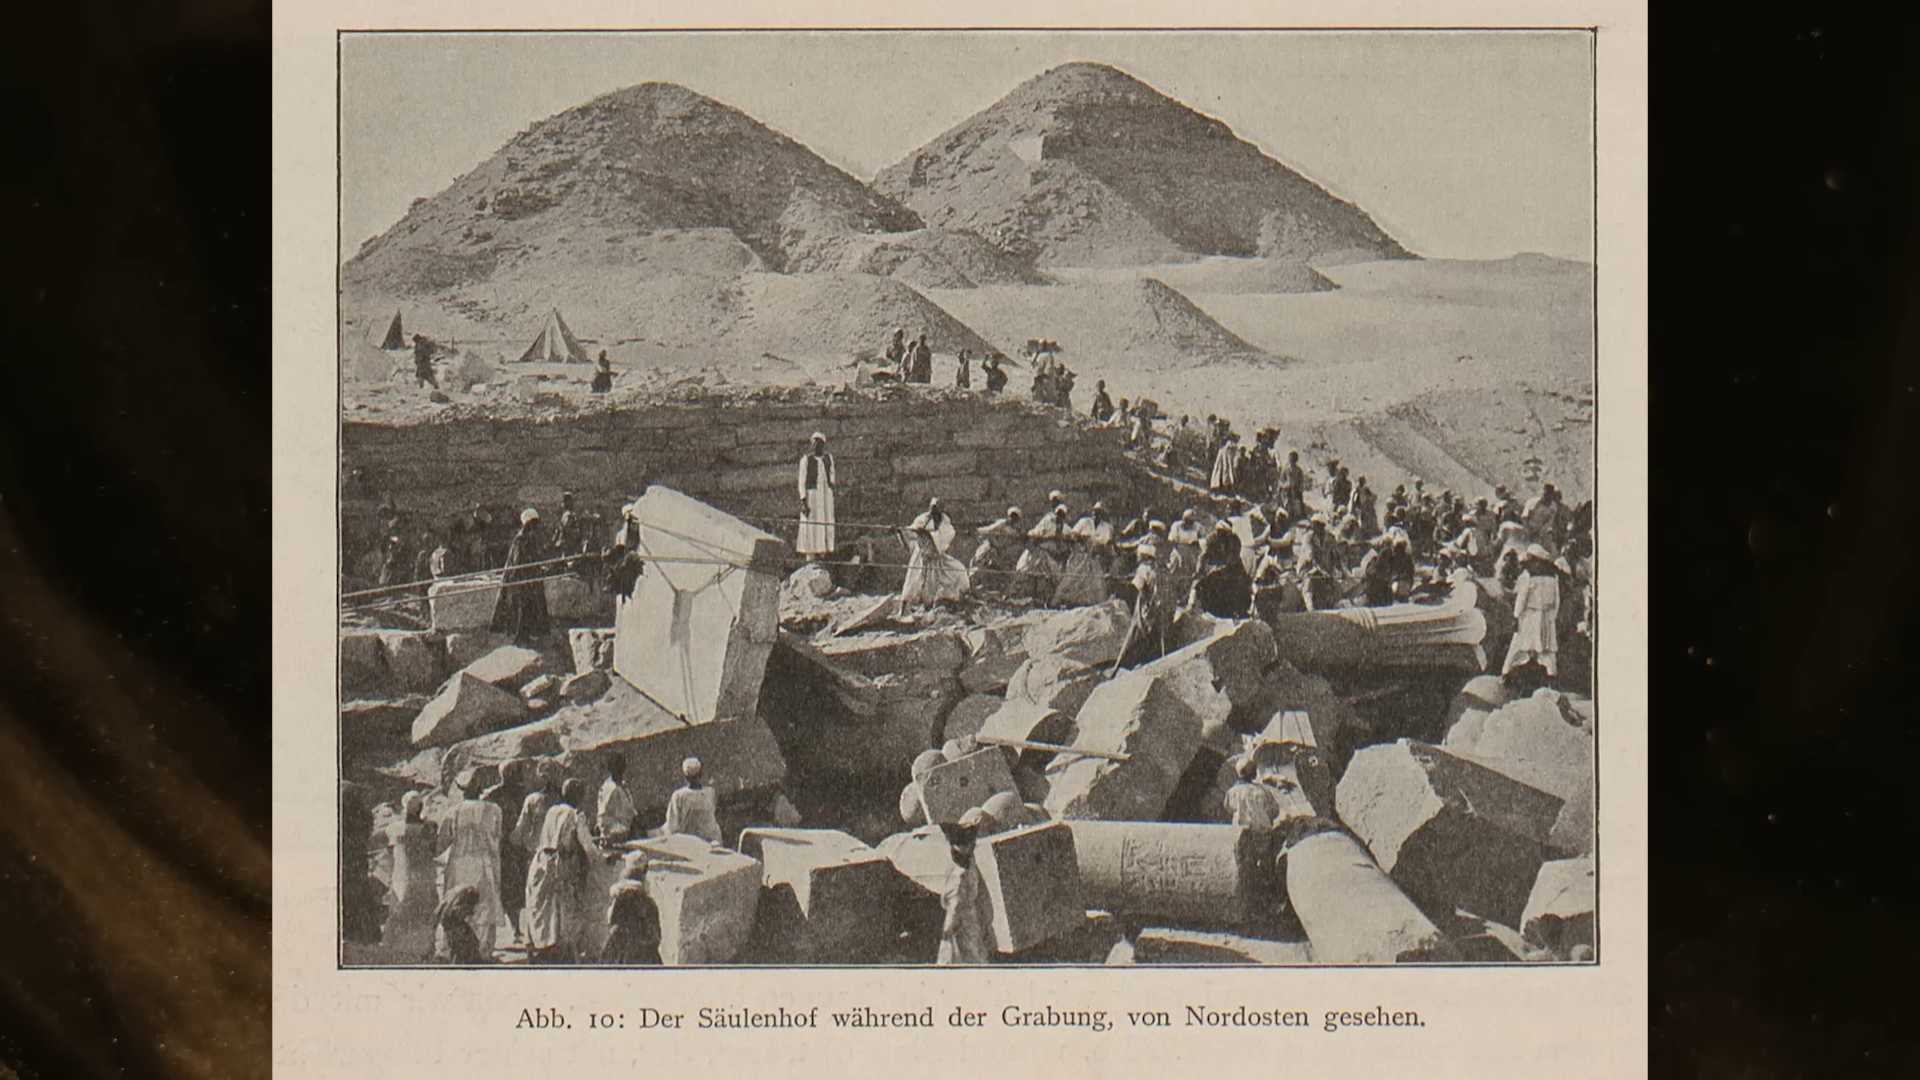 Abb. 10: Der Säulenhof während der Grabung, von Nordosten gesehen.